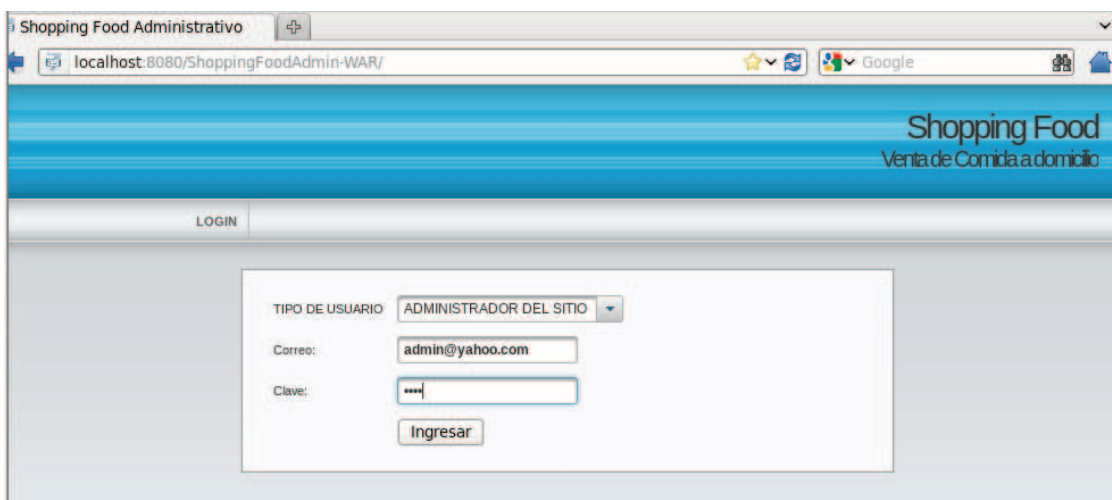 Shopping Food Administrativo
localhost:8080/ShoppingFoodAdmin-WAR/
Google
Shopping Food
Venta de Comida a domicilio
LOGIN
TIPO DE USUARIO ADMINISTRADOR DEL SITIO
Correo: admin@yahoo.com
Clave: ••••
Ingresar